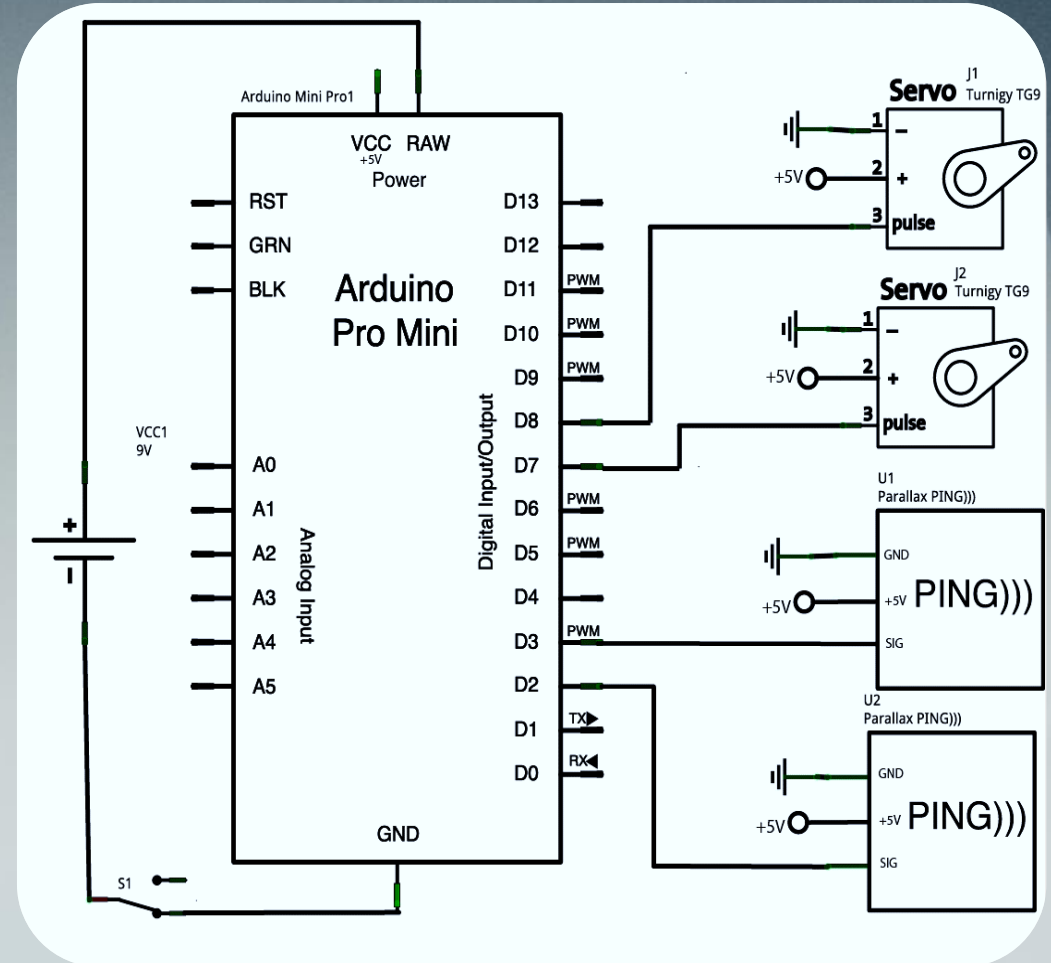 Arduino Mini Pro1
VCC RAW
+5V
Power
RST
GRN
BLK
Arduino
Pro Mini
VCC1
9V
+
−
A0
A1
A2
A3
A4
A5
Analog Input
Digital Input/Output
D13
D12
D11 PWM
D10 PWM
D9 PWM
D8
D7
D6 PWM
D5 PWM
D4
D3 PWM
D2
D1 TX
D0 RX
GND
S1
J1
Servo Turnigy TG9
1 −
+5V 2 +
3 pulse
J2
Servo Turnigy TG9
1 −
+5V 2 +
3 pulse
U1
Parallax PING)))
GND
+5V +5V PING)))
SIG
U2
Parallax PING)))
GND
+5V +5V PING)))
SIG